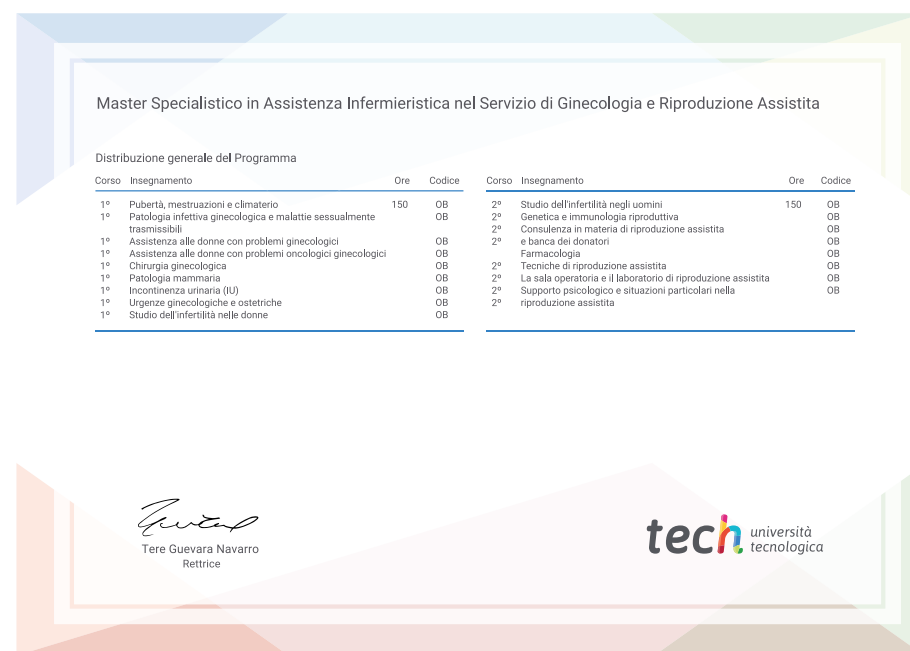 Master Specialistico in Assistenza Infermieristica nel Servizio di Ginecologia e Riproduzione Assistita
Distribuzione generale del Programma
Corso Insegnamento Ore Codice
1º Pubertà, mestruazioni e climaterio 150 OB
1º Patologia infettiva ginecologica e malattie sessualmente OB
trasmissibili
1º Assistenza alle donne con problemi ginecologici OB
1º Assistenza alle donne con problemi oncologici ginecologici OB
1º Chirurgia ginecologica OB
1º Patologia mammaria OB
1º Incontinenza urinaria (IU) OB
1º Urgenze ginecologiche e ostetriche OB
1º Studio dell'infertilità nelle donne OB
Corso Insegnamento Ore Codice
2º Studio dell'infertilità negli uomini 150 OB
2º Genetica e immunologia riproduttiva OB
2º Consulenza in materia di riproduzione assistita OB
2º e banca dei donatori OB
Farmacologia OB
2º Tecniche di riproduzione assistita OB
2º La sala operatoria e il laboratorio di riproduzione assistita OB
2º Supporto psicologico e situazioni particolari nella OB
2º riproduzione assistita
Tere Guevara Navarro
Rettrice
tech università
tecnologica